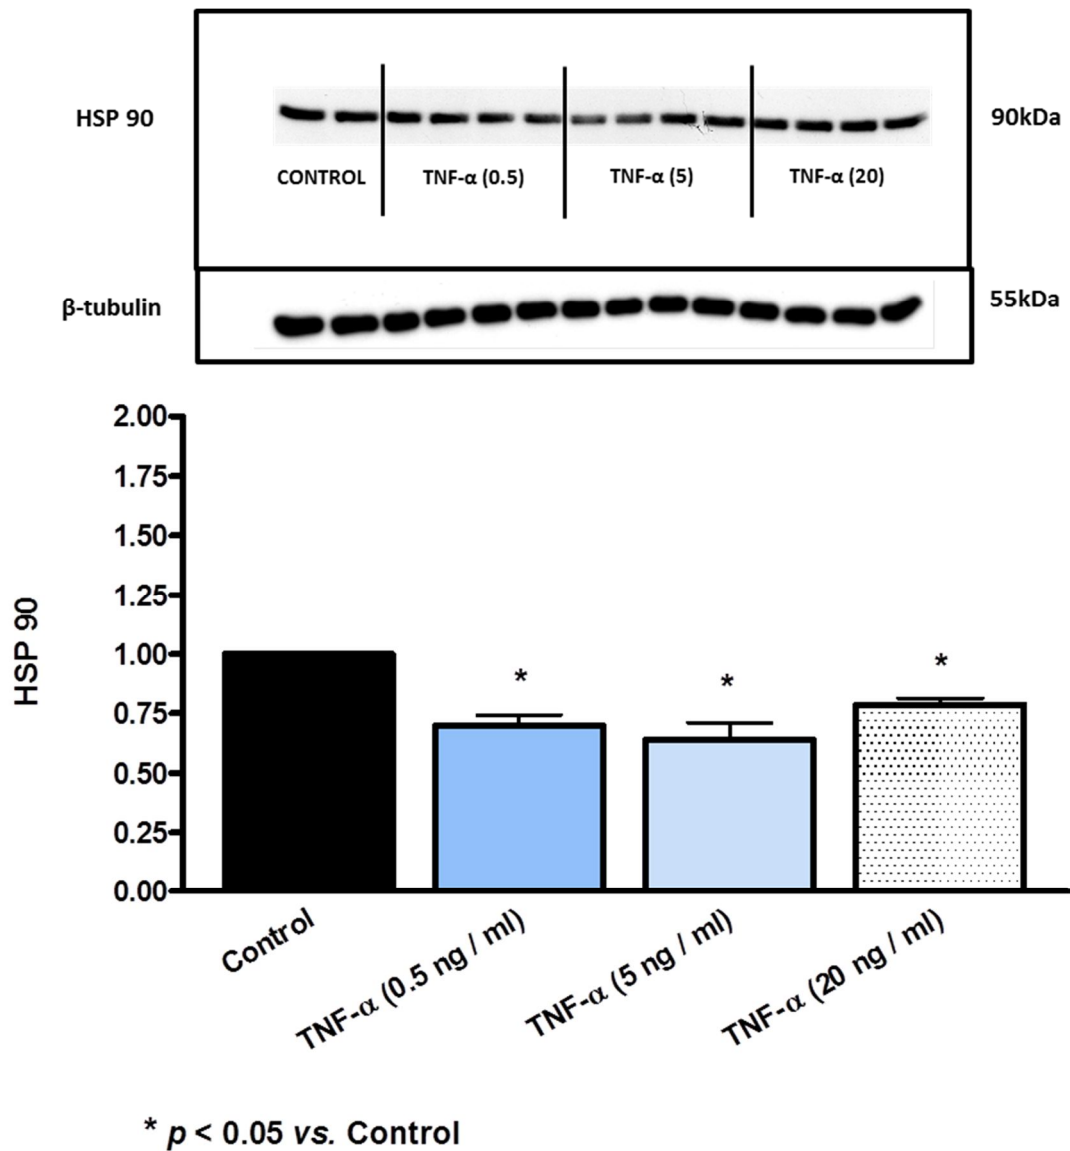 HSP 90
90kDa
CONTROL
TNF-α (0.5)
TNF-α (5)
TNF-α (20)
β-tubulin
55kDa
2.00
1.75
1.50
1.25
1.00
0.75
0.50
0.25
0.00
HSP 90
*
*
*
Control
TNF-α (0.5 ng / ml)
TNF-α (5 ng / ml)
TNF-α (20 ng / ml)
* p < 0.05 vs. Control